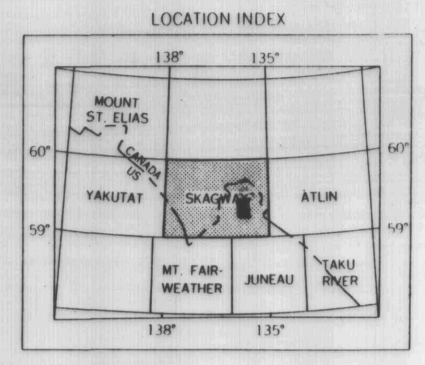 LOCATION INDEX
138° 135°
MOUNT
ST. ELIAS
60° 60°
CANADA
US
YAKUTAT SKAGWAY ATLIN
59° 59°
MT. FAIR-
WEATHER
JUNEAU
TAKU
RIVER
138° 135°